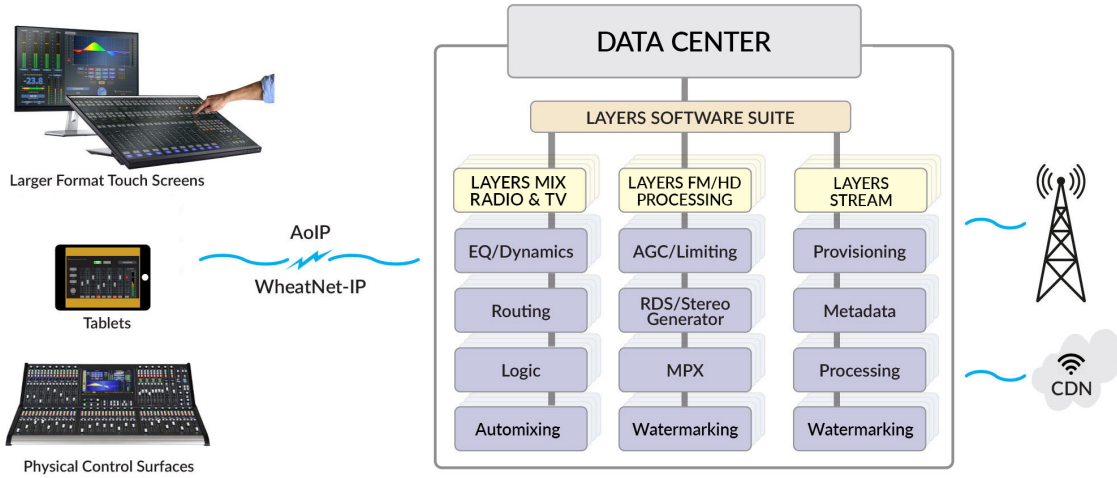 DATA CENTER
LAYERS SOFTWARE SUITE
-23.8
Larger Format Touch Screens
Tablets
Physical Control Surfaces
AoIP
WheatNet-IP
LAYERS MIX
RADIO & TV
EQ/Dynamics
Routing
Logic
Automixing
LAYERS FM/HD
PROCESSING
AGC/Limiting
RDS/Stereo
Generator
MPX
Watermarking
LAYERS
STREAM
Provisioning
Metadata
Processing
Watermarking
CDN